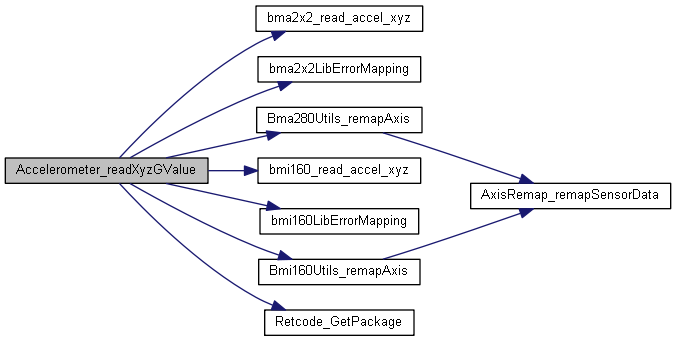 bma2x2_read_accel_xyz
bma2x2LibErrorMapping
Bma280Utils_remapAxis
Accelerometer_readXyzGValue
bmi160_read_accel_xyz
AxisRemap_remapSensorData
bmi160LibErrorMapping
Bmi160Utils_remapAxis
Retcode_GetPackage